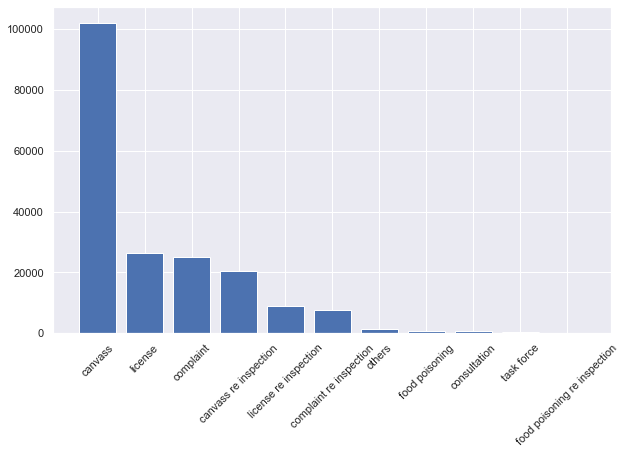 100000
80000
60000
40000
20000
0
canvass
license
complaint
canvass re inspection
license re inspection
complaint re inspection
others
food poisoning
consultation
task force
food poisoning re inspection